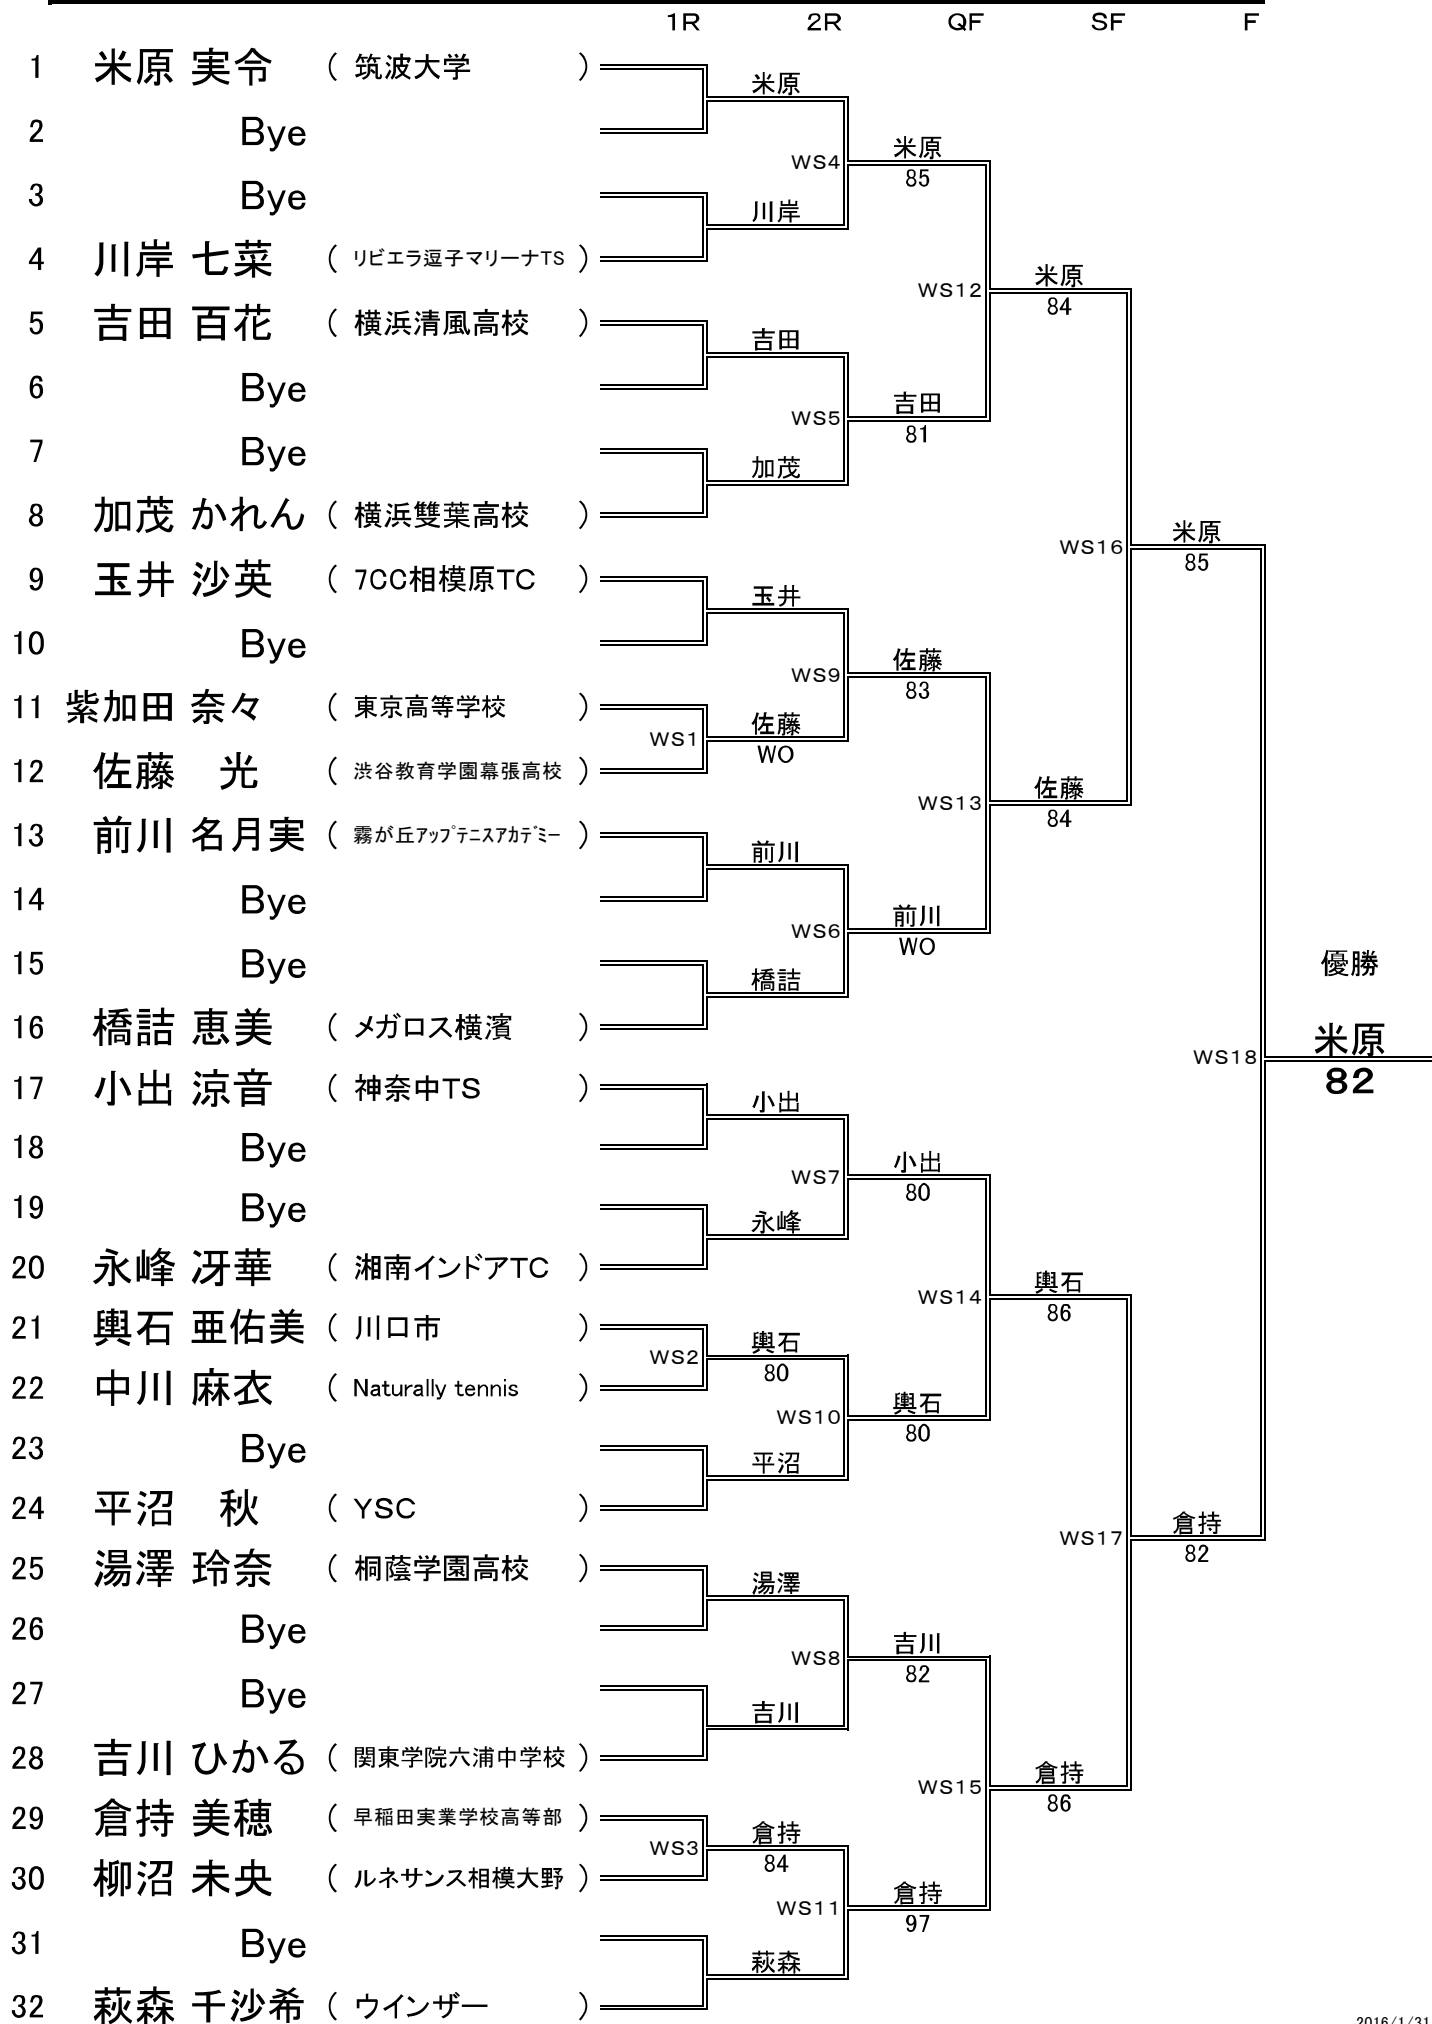 1R 2R QF SF F
1 米原 実令 ( 筑波大学 )
米原
2 Bye
WS4 米原
85
3 Bye
川岸
4 川岸 七菜 ( リビエラ逗子マリーナTS )
WS12 米原
84
5 吉田 百花 ( 横浜清風高校 )
吉田
6 Bye
WS5 吉田
81
7 Bye
加茂
8 加茂 かれん ( 横浜雙葉高校 )
WS16 米原
85
9 玉井 沙英 ( 7CC相模原TC )
玉井
10 Bye
WS9 佐藤
83
11 紫加田 奈々 ( 東京高等学校 )
WS1 佐藤
WO
12 佐藤 光 ( 渋谷教育学園幕張高校 )
WS13 佐藤
84
13 前川 名月実 ( 霧が丘アップテニスアカデミー )
前川
14 Bye
WS6 前川
WO
15 Bye
橋詰
優勝
16 橋詰 恵美 ( メガロス横濱 )
WS18 米原
82
17 小出 涼音 ( 神奈中TS )
小出
18 Bye
WS7 小出
80
19 Bye
永峰
20 永峰 冴華 ( 湘南インドアTC )
WS14 輿石
86
21 輿石 亜佑美 ( 川口市 )
WS2 輿石
80
22 中川 麻衣 ( Naturally tennis )
WS10 輿石
80
23 Bye
平沼
24 平沼 秋 ( YSC )
WS17 倉持
82
25 湯澤 玲奈 ( 桐蔭学園高校 )
湯澤
26 Bye
WS8 吉川
82
27 Bye
吉川
28 吉川 ひかる ( 関東学院六浦中学校 )
WS15 倉持
86
29 倉持 美穂 ( 早稲田実業学校高等部 )
WS3 倉持
84
30 柳沼 未央 ( ルネサンス相模大野 )
WS11 倉持
97
31 Bye
萩森
32 萩森 千沙希 ( ウインザー )
2016/1/31